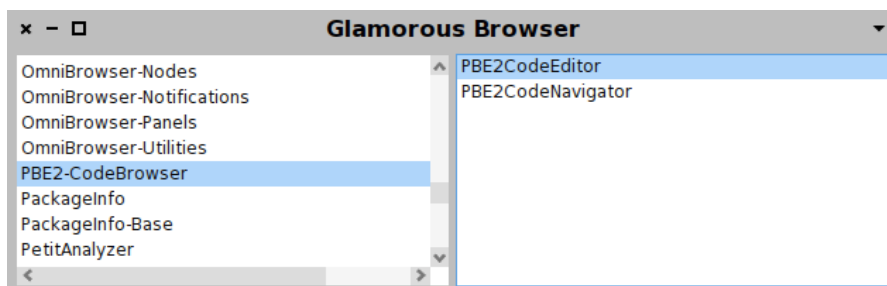 Glamorous Browser
OmniBrowser-Nodes
OmniBrowser-Notifications
OmniBrowser-Panels
OmniBrowser-Utilities
PBE2-CodeBrowser
PackageInfo
PackageInfo-Base
PetitAnalyzer
PBE2CodeEditor
PBE2CodeNavigator